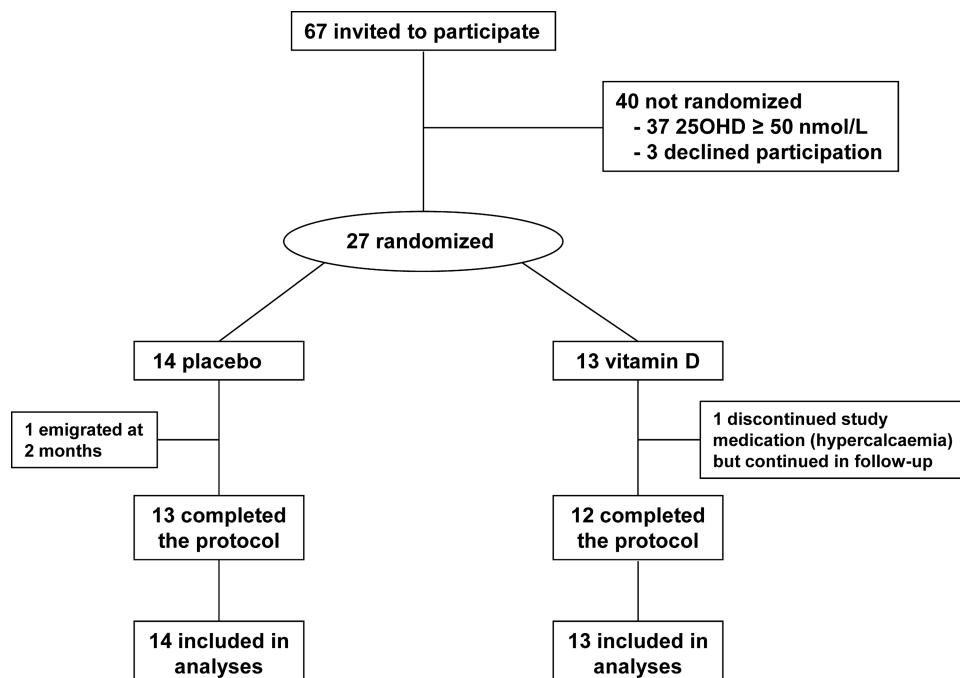 67 invited to participate
40 not randomized
- 37 25OHD ≥ 50 nmol/L
- 3 declined participation
27 randomized
14 placebo
13 vitamin D
1 emigrated at
2 months
1 discontinued study
medication (hypercalcaemia)
but continued in follow-up
13 completed
the protocol
12 completed
the protocol
14 included in
analyses
13 included in
analyses